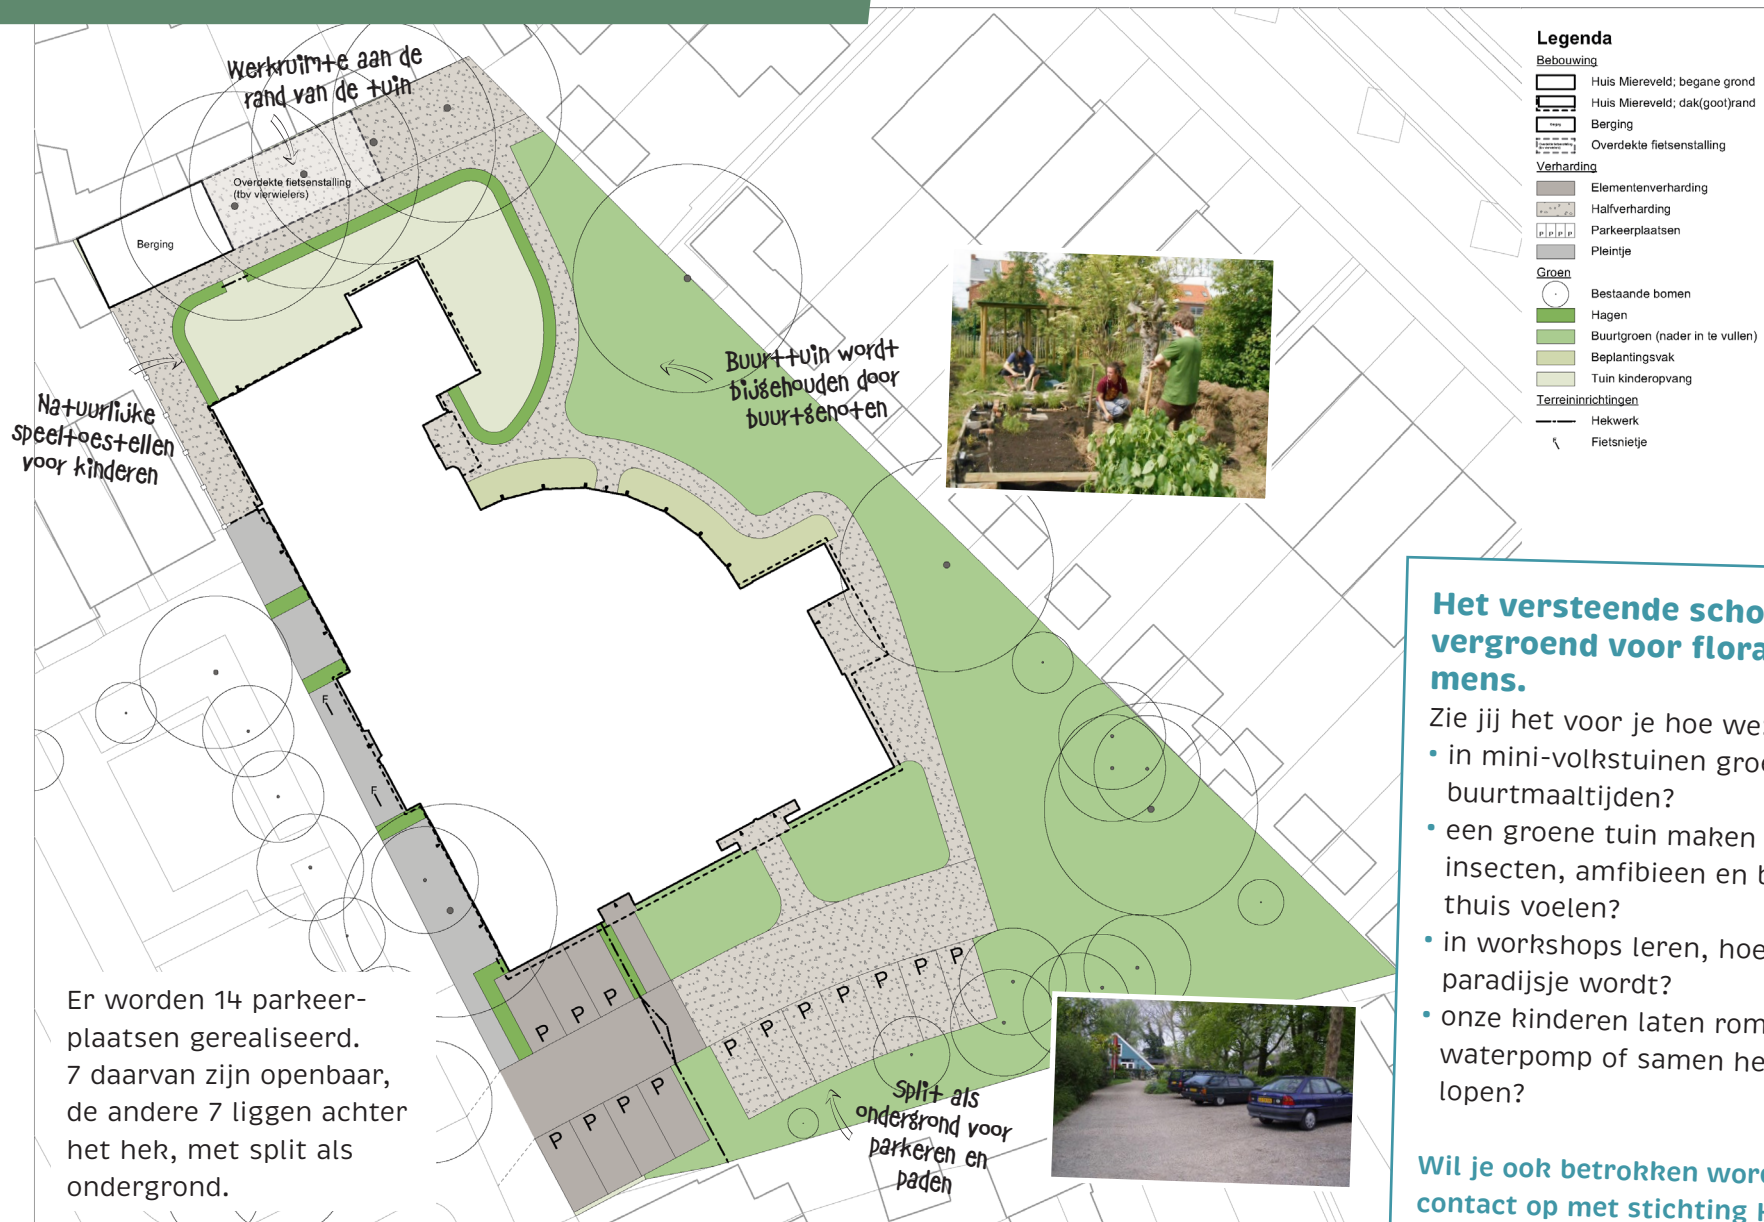 Werkruimte aan de
rand van de tuin
Overdekte fietsenstalling
(tbv vierwielers)
Berging
Natuurlijke
speeltoestellen
voor kinderen
Buurttuin wordt
bijgehouden door
buurtgenoten
Legenda
Bebouwing
Huis Miereveld; begane grond
Huis Miereveld; dak(goot)rand
Berging
Overdekte fietsenstalling
Verharding
Elementenverharding
Halfverharding
P P P P
Parkeerplaatsen
Pleintje
Groen
Bestaande bomen
Hagen
Buurtgroen (nader in te vullen)
Beplantingsvak
Tuin kinderopvang
Terreininrichtingen
Hekwerk
Fietsnietje
F
F
P P P
P P P P P P P
P P P P
Er worden 14 parkeer-
plaatsen gerealiseerd.
7 daarvan zijn openbaar,
de andere 7 liggen achter
het hek, met split als
ondergrond.
Split als
ondergrond voor
parkeren en
paden
Het versteende scho
vergroend voor flora
mens.
Zie jij het voor je hoe we
• in mini-volkstuinen groe
buurtmaaltijden?
• een groene tuin maken
insecten, amfibieen en
thuis voelen?
• in workshops leren, hoe
paradijsje wordt?
• onze kinderen laten rom
waterpomp of samen he
lopen?
Wil je ook betrokken word
contact op met stichting